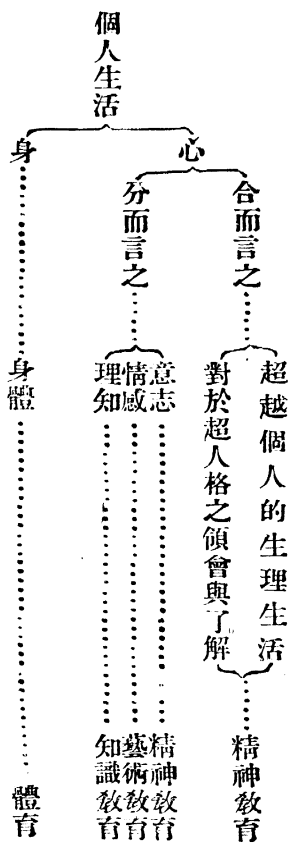 個人生活
心
合而言之
超越個人的生理生活
對於超人格之領會與了解
精神教育
分而言之
意志
精神教育
情感
藝術教育
理知
知識教育
身
身體
體育